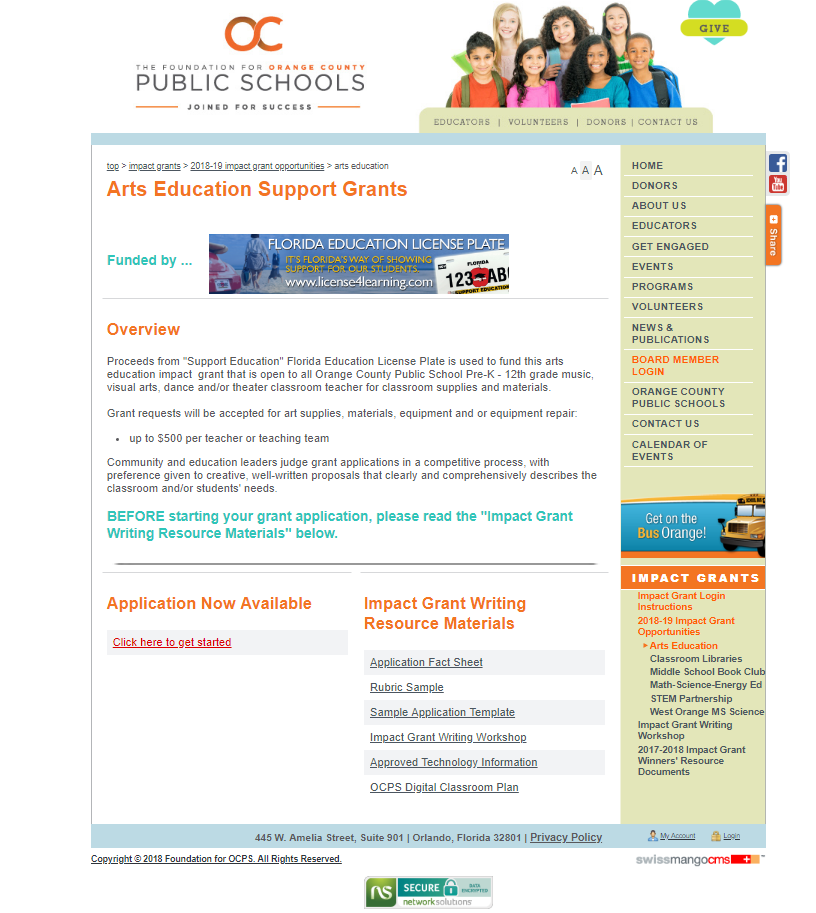 OC
GIVE
THE FOUNDATION FOR ORANGE COUNTY
PUBLIC SCHOOLS
JOINED FOR SUCCESS
EDUCATORS | VOLUNTEERS | DONORS | CONTACT US
top > impact grants > 2018-19 impact grant opportunities > arts education
A A A
Arts Education Support Grants
Funded by ...
FLORIDA EDUCATION LICENSE PLATE
IT'S FLORIDA'S WAY OF SHOWING
SUPPORT FOR OUR STUDENTS...
www.license4learning.com
123 ABC
SUPPORT EDUCATION
Overview
Proceeds from "Support Education" Florida Education License Plate is used to fund this arts
education impact grant that is open to all Orange County Public School Pre-K - 12th grade music,
visual arts, dance and/or theater classroom teacher for classroom supplies and materials.
Grant requests will be accepted for art supplies, materials, equipment and or equipment repair:
• up to $500 per teacher or teaching team
Community and education leaders judge grant applications in a competitive process, with
preference given to creative, well-written proposals that clearly and comprehensively describes the
classroom and/or students' needs.
BEFORE starting your grant application, please read the "Impact Grant
Writing Resource Materials" below.
Application Now Available
Click here to get started
Impact Grant Writing
Resource Materials
Application Fact Sheet
Rubric Sample
Sample Application Template
Impact Grant Writing Workshop
Approved Technology Information
OCPS Digital Classroom Plan
HOME
DONORS
ABOUT US
EDUCATORS
GET ENGAGED
EVENTS
PROGRAMS
VOLUNTEERS
NEWS &
PUBLICATIONS
BOARD MEMBER
LOGIN
ORANGE COUNTY
PUBLIC SCHOOLS
CONTACT US
CALENDAR OF
EVENTS
You Tube
Share
Get on the
Bus Orange!
IMPACT GRANTS
Impact Grant Login
Instructions
2018-19 Impact Grant
Opportunities
Arts Education
Classroom Libraries
Middle School Book Club
Math-Science-Energy Ed
STEM Partnership
West Orange MS Science
Impact Grant Writing
Workshop
2017-2018 Impact Grant
Winners' Resource
Documents
445 W. Amelia Street, Suite 901 | Orlando, Florida 32801 | Privacy Policy
My Account
Login
Copyright © 2018 Foundation for OCPS. All Rights Reserved.
swissmangocms
ns SECURE DATA ENCRYPTED
networksolutions